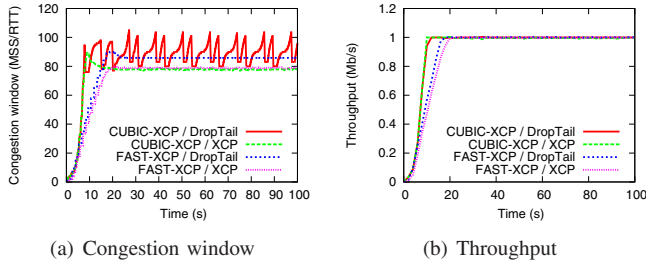 Congestion window (MSS/RTT)
120
100
80
60
40
20
0
CUBIC-XCP / DropTail
CUBIC-XCP / XCP
FAST-XCP / DropTail
FAST-XCP / XCP
0 10 20 30 40 50 60 70 80 90 100
Time (s)
(a) Congestion window
Throughput (Mb/s)
1.2
1
0.8
0.6
0.4
0.2
0
CUBIC-XCP / DropTail
CUBIC-XCP / XCP
FAST-XCP / DropTail
FAST-XCP / XCP
0 20 40 60 80 100
Time (s)
(b) Throughput